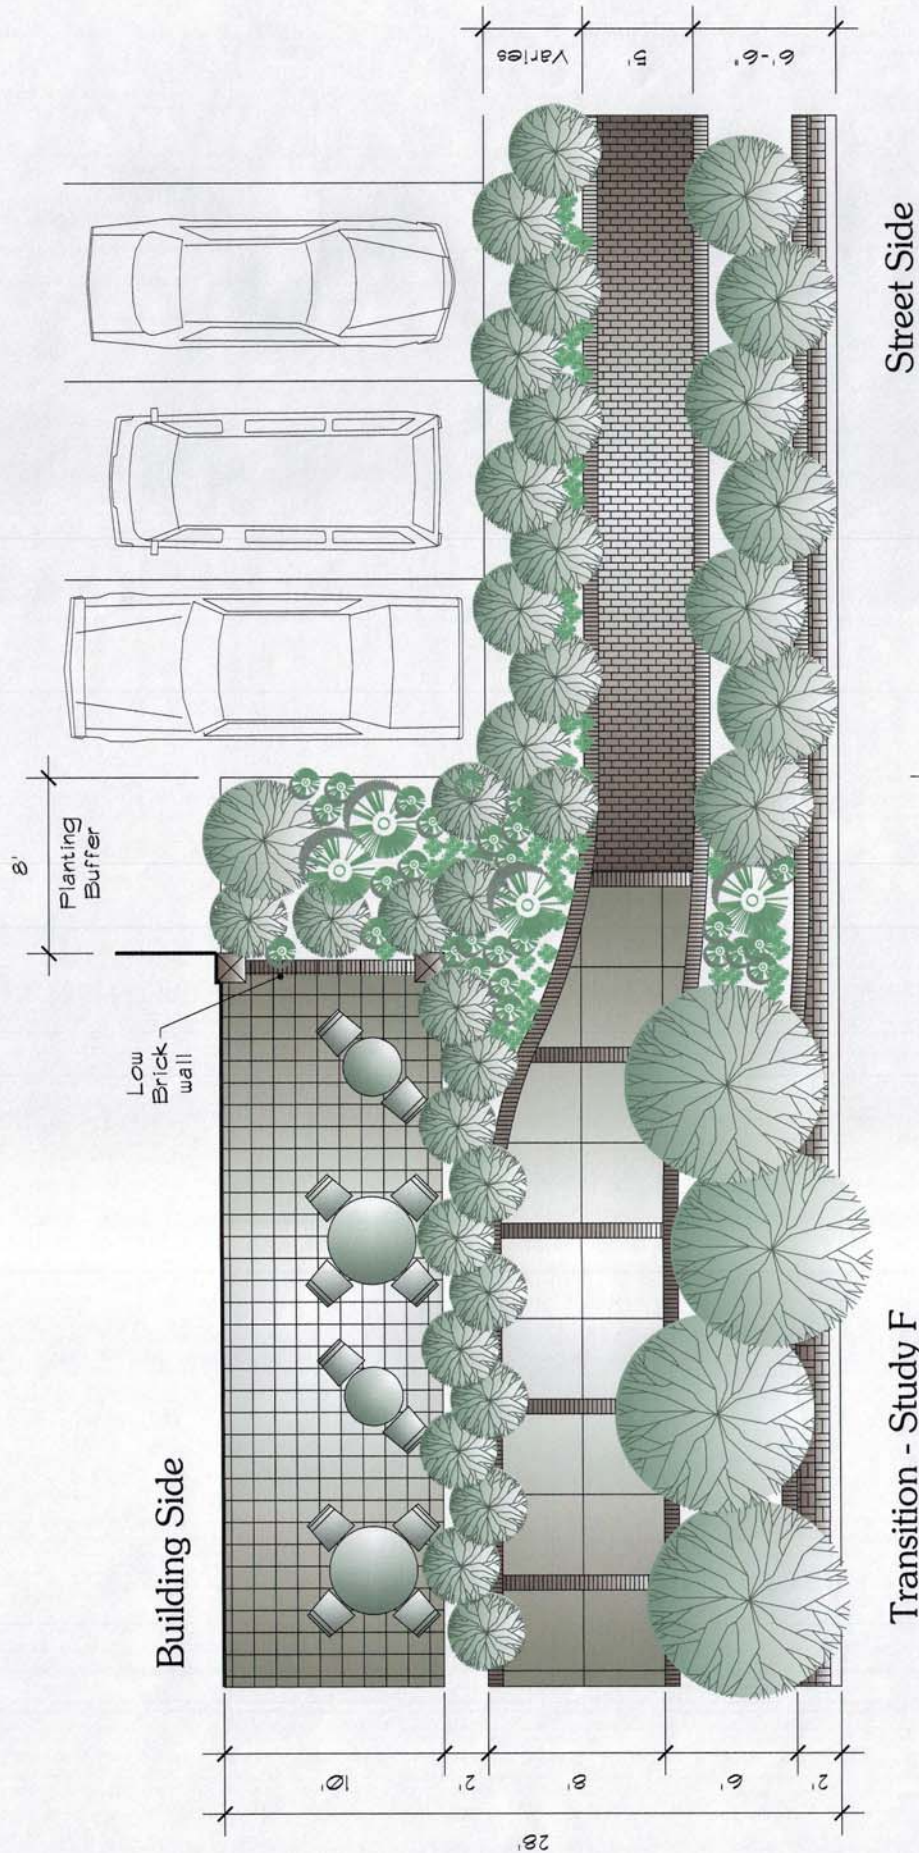 Varies
5'
6'-6"
Street Side
8'
Planting
Buffer
Low
Brick
wall
Building Side
Transition - Study F
10'
2'
8'
6'
2'
28'